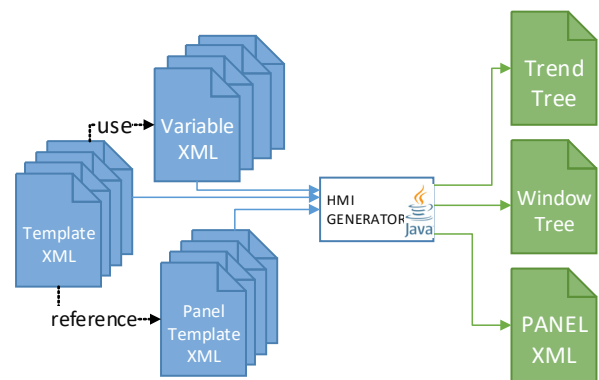 use
Variable
XML
Template
XML
reference
Panel
Template
XML
HMI
GENERATOR
Java
Trend
Tree
Window
Tree
PANEL
XML